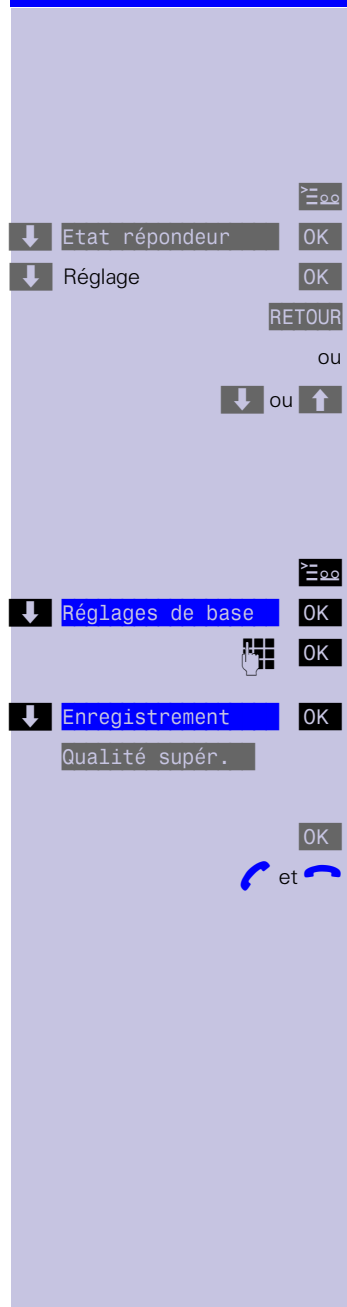 Etat répondeur OK
Réglage OK
RETOUR
ou
ou
Réglages de base OK
OK
Enregistrement OK
Qualité supér.
OK
et